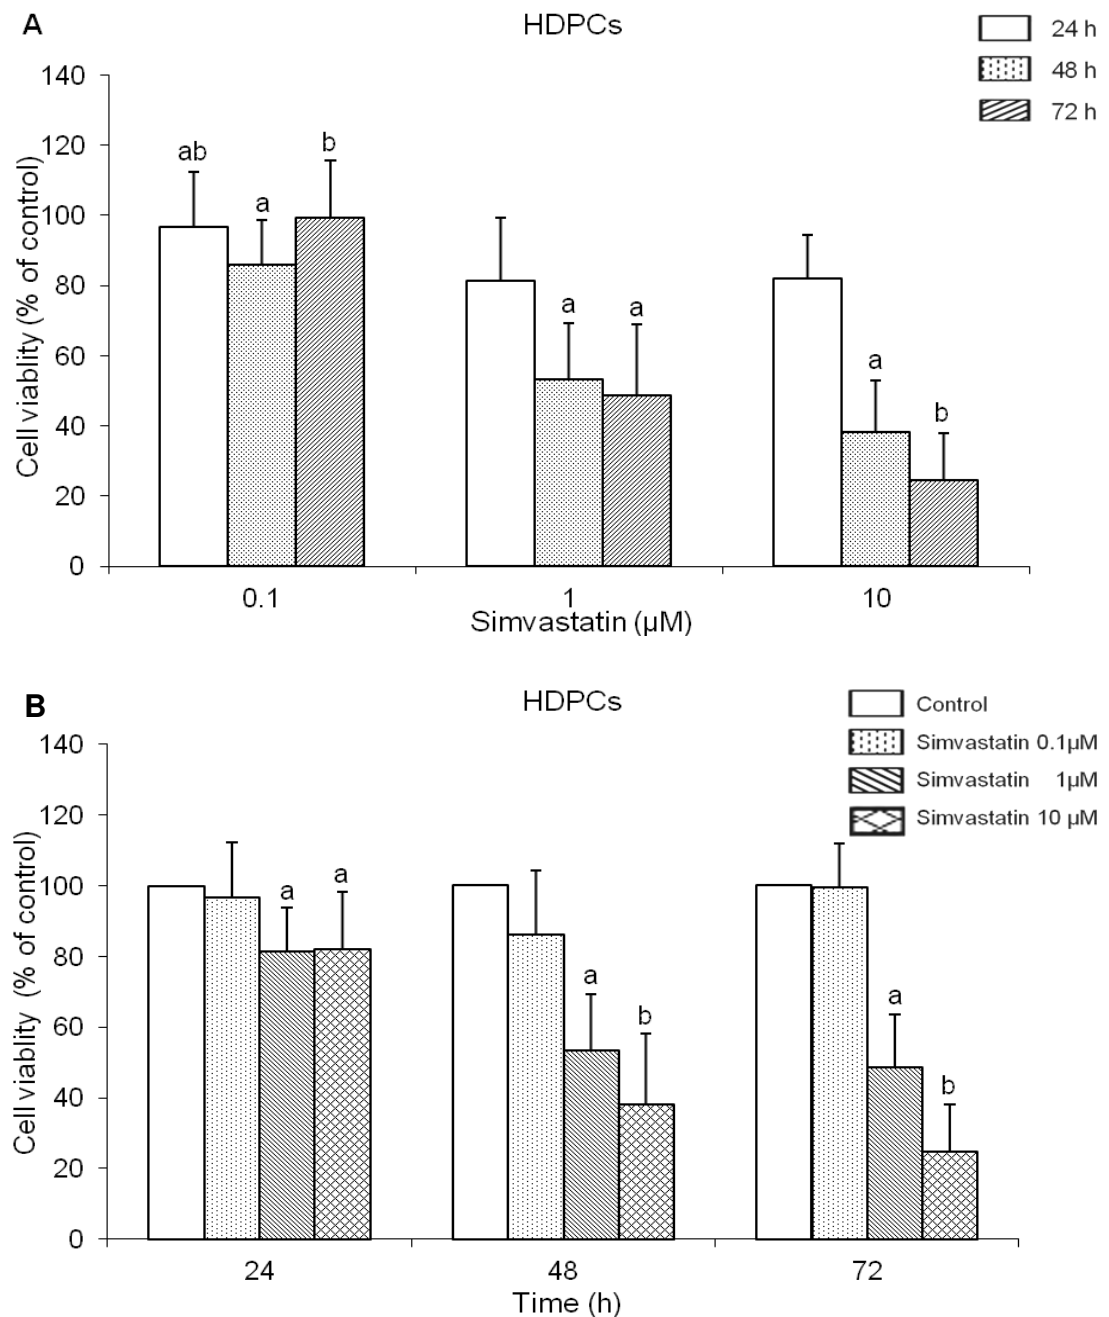 A
HDPCs
24 h
48 h
72 h
Cell viablity (% of control)
140
120
100
80
60
40
20
0
ab
a
b
a
a
a
b
0.1
1
10
Simvastatin (µM)
B
HDPCs
Control
Simvastatin 0.1µM
Simvastatin 1µM
Simvastatin 10 µM
Cell viablity (% of control)
140
120
100
80
60
40
20
0
a
a
a
b
a
b
24
48
72
Time (h)